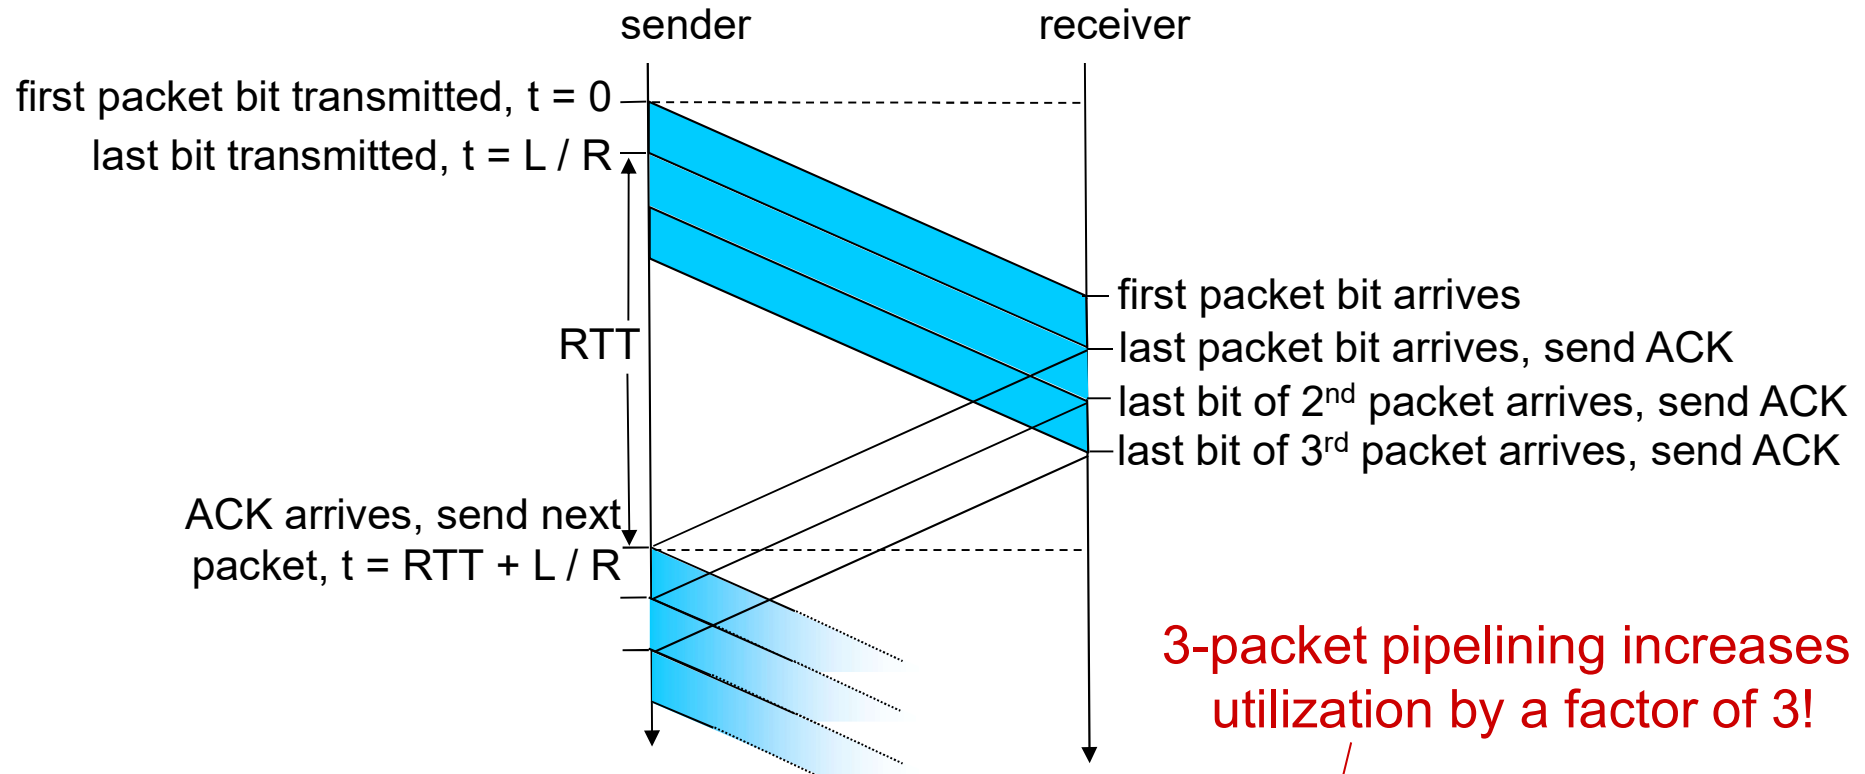 sender
receiver
first packet bit transmitted, t = 0
last bit transmitted, t = L / R
first packet bit arrives
RTT
last packet bit arrives, send ACK
last bit of 2nd packet arrives, send ACK
last bit of 3rd packet arrives, send ACK
ACK arrives, send next
packet, t = RTT + L / R
3-packet pipelining increases
utilization by a factor of 3!